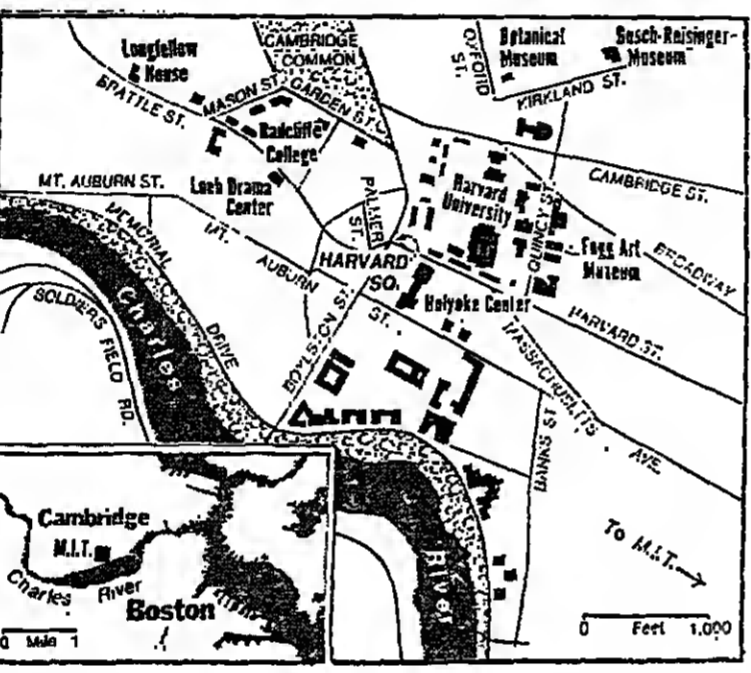 Longfellow
House
CAMBRIDGE
COMMON
OXFORD
ST.
Botanical
Museum
Busch-Reisinger-
Museum
KIRKLAND ST.
BRATTLE ST.
MASON ST.
GARDEN ST.
Radcliffe
College
Loeb Drama
Center
MT. AUBURN ST.
PALMER
ST.
Harvard
University
QUINCY ST.
CAMBRIDGE ST.
BROADWAY
Fogg Art
Museum
MEMORIAL
DRIVE
MT.
AUBURN
ST.
HARVARD
SQ.
Holyoke Center
HARVARD ST.
SOLDIERS
FIELD RD.
Charles
River
BOYLSTON ST.
MASSACHUSETTS
AVE.
BANKS ST.
To M.I.T.
Cambridge
M.I.T.
Charles River
Boston
0 Mile 1
0 Feet 1,000